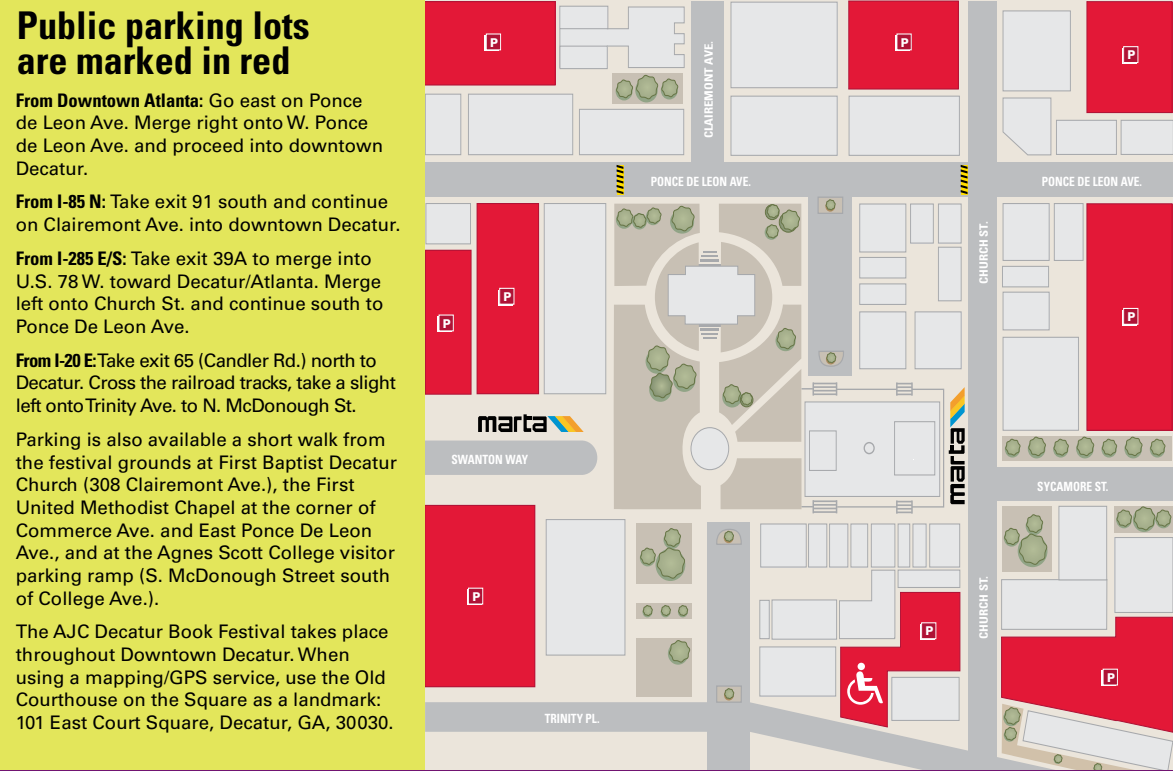 Public parking lots
are marked in red
From Downtown Atlanta: Go east on Ponce
de Leon Ave. Merge right onto W. Ponce
de Leon Ave. and proceed into downtown
Decatur.
From I-85 N: Take exit 91 south and continue
on Clairemont Ave. into downtown Decatur.
From I-285 E/S: Take exit 39A to merge into
U.S. 78 W. toward Decatur/Atlanta. Merge
left onto Church St. and continue south to
Ponce De Leon Ave.
From I-20 E: Take exit 65 (Candler Rd.) north to
Decatur. Cross the railroad tracks, take a slight
left onto Trinity Ave. to N. McDonough St.
Parking is also available a short walk from
the festival grounds at First Baptist Decatur
Church (308 Clairemont Ave.), the First
United Methodist Chapel at the corner of
Commerce Ave. and East Ponce De Leon
Ave., and at the Agnes Scott College visitor
parking ramp (S. McDonough Street south
of College Ave.).
The AJC Decatur Book Festival takes place
throughout Downtown Decatur. When
using a mapping/GPS service, use the Old
Courthouse on the Square as a landmark:
101 East Court Square, Decatur, GA, 30030.
P
P
P
CLAIREMONT AVE.
PONCE DE LEON AVE.
PONCE DE LEON AVE.
CHURCH ST.
P
P
P
marta
marta
SWANTON WAY
SYCAMORE ST.
P
CHURCH ST.
P
P
TRINITY PL.